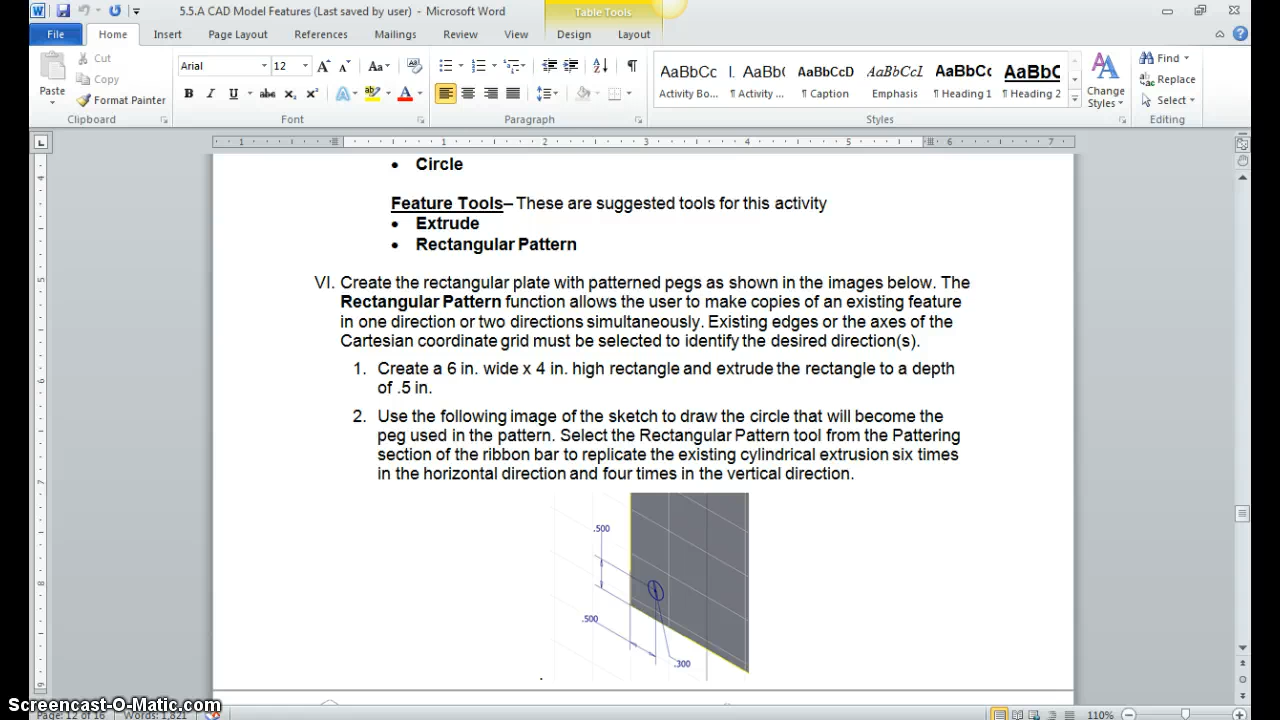 5.5.A CAD Model Features (Last saved by user) - Microsoft Word
Table Tools
File Home Insert Page Layout References Mailings Review View Design Layout
Paste
Cut
Copy
Format Painter
Clipboard
Arial 12
Font
Paragraph
AaBbCc I. AaBb( AaBbCcD AaBbCcI AaBbCc AaBbC
Activity Bo... ¶ Activity ... ¶ Caption Emphasis ¶ Heading 1 ¶ Heading 2
Styles
Change
Styles
Find
Replace
Select
Editing
1 1 2 3 4 5 6 7
• Circle
Feature Tools– These are suggested tools for this activity
• Extrude
• Rectangular Pattern
VI. Create the rectangular plate with patterned pegs as shown in the images below. The
Rectangular Pattern function allows the user to make copies of an existing feature
in one direction or two directions simultaneously. Existing edges or the axes of the
Cartesian coordinate grid must be selected to identify the desired direction(s).
1. Create a 6 in. wide x 4 in. high rectangle and extrude the rectangle to a depth
of .5 in.
2. Use the following image of the sketch to draw the circle that will become the
peg used in the pattern. Select the Rectangular Pattern tool from the Pattering
section of the ribbon bar to replicate the existing cylindrical extrusion six times
in the horizontal direction and four times in the vertical direction.
.500
.500
.300
Screencast-O-Matic.com
Page: 12 of 16 Words: 1,821 110%